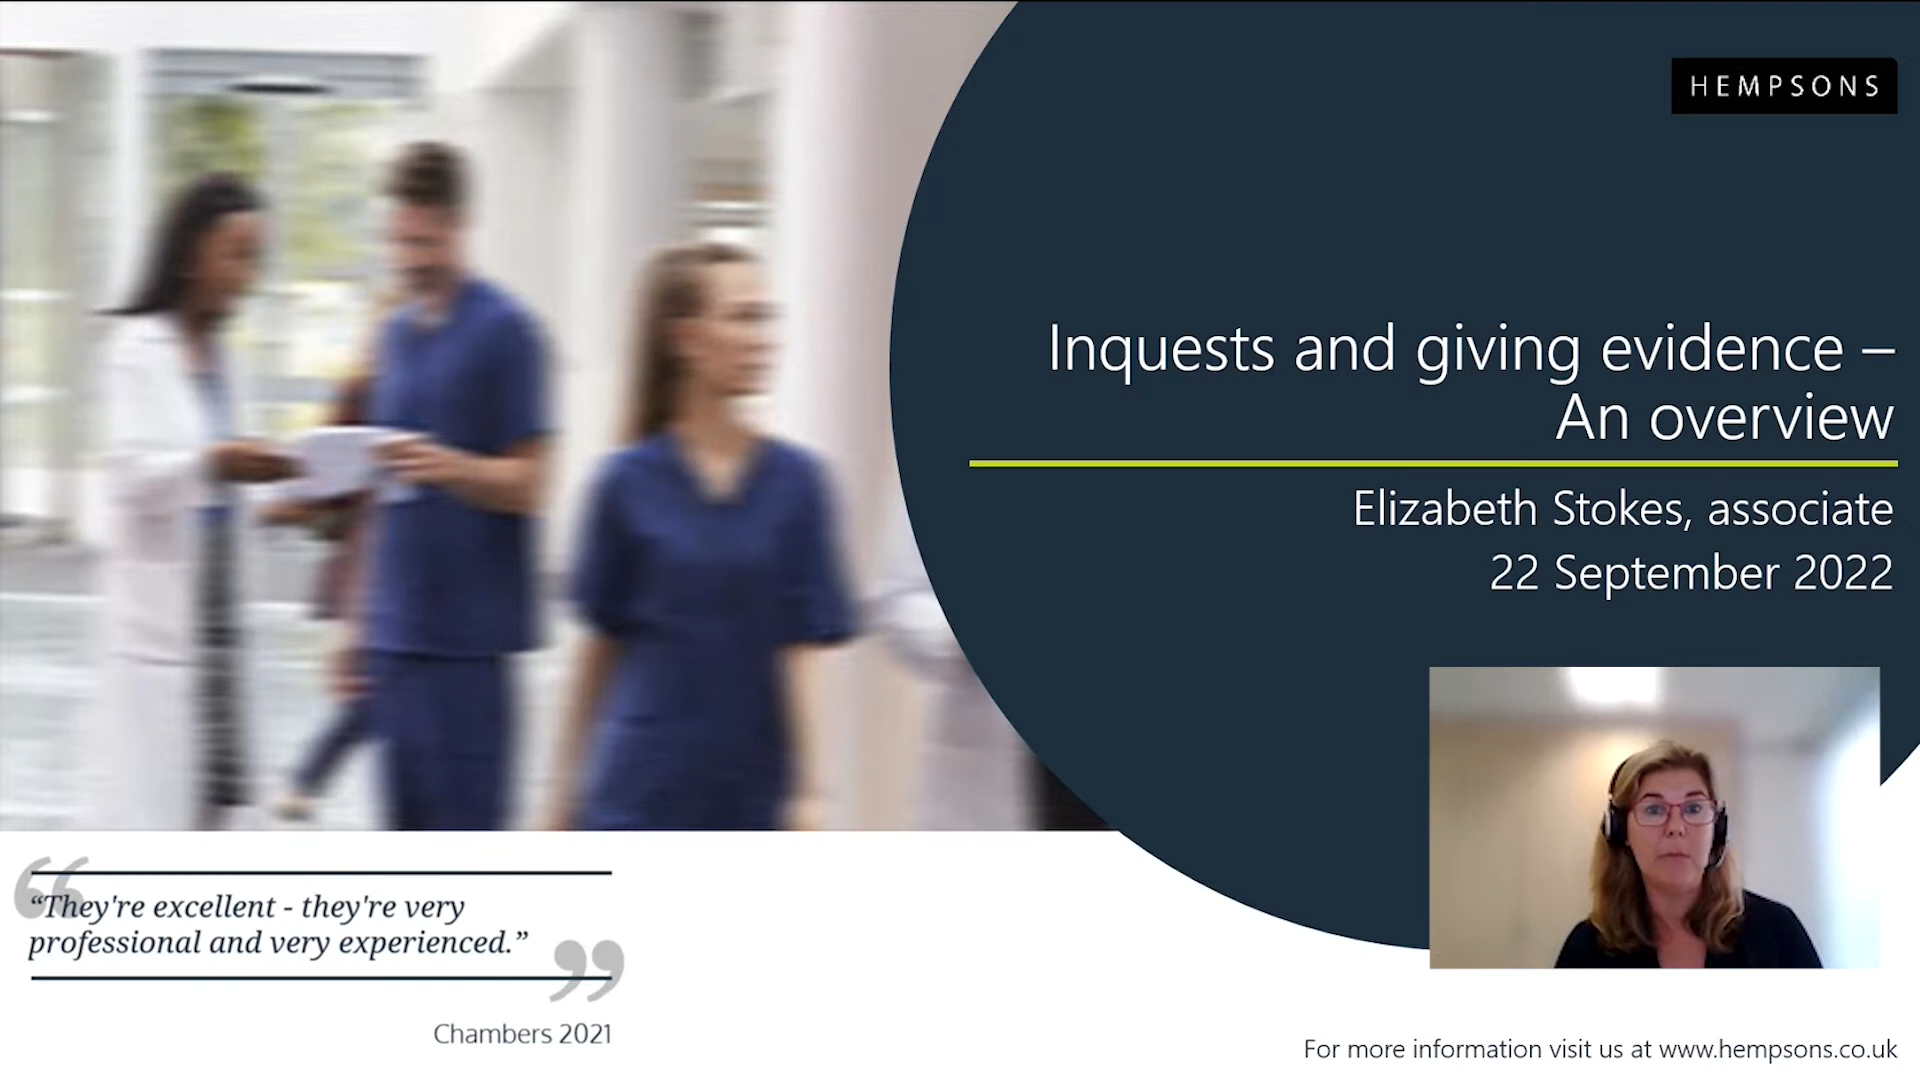 HEMPSONS
Inquests and giving evidence –
An overview
Elizabeth Stokes, associate
22 September 2022
“They're excellent - they're very
professional and very experienced.”
Chambers 2021
For more information visit us at www.hempsons.co.uk